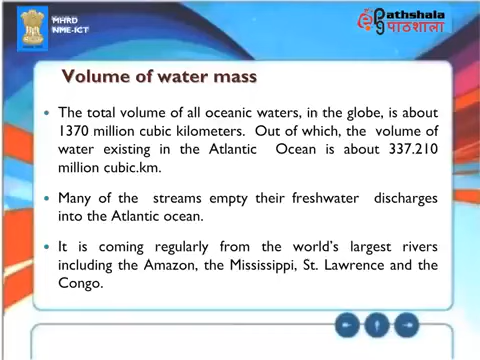 MHRD
NME-ICT
Pathshala
पाठशाला
Volume of water mass
The total volume of all oceanic waters, in the globe, is about
1370 million cubic kilometers. Out of which, the volume of
water existing in the Atlantic Ocean is about 337.210
million cubic.km.
Many of the streams empty their freshwater discharges
into the Atlantic ocean.
It is coming regularly from the world's largest rivers
including the Amazon, the Mississippi, St. Lawrence and the
Congo.